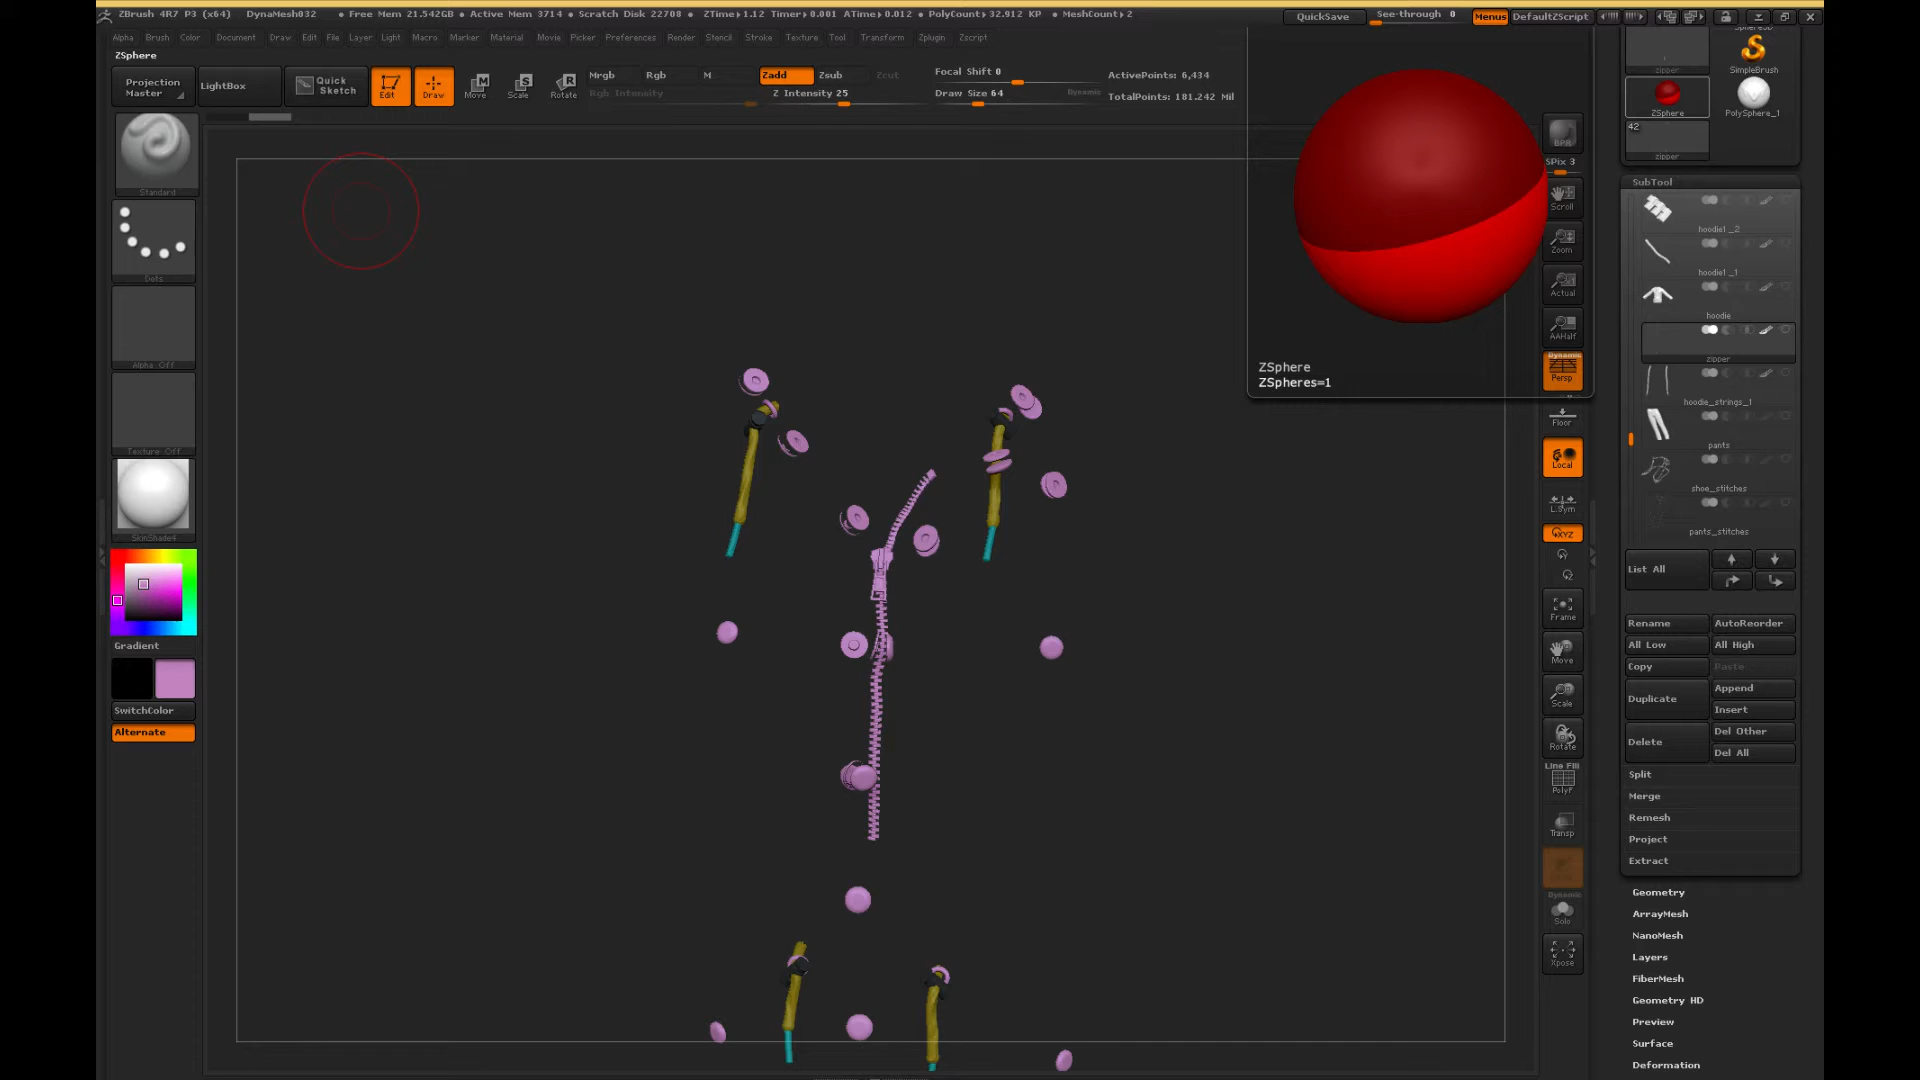 ZBrush 4R7 P3 (x64) DynaMesh032 • Free Mem 21.542GB • Active Mem 3714 • Scratch Disk 22708 • ZTime▸1.12 Timer▸0.001 ATime▸0.012 • PolyCount▸32.912 KP • MeshCount▸2 QuickSave See-through 0 Menus DefaultZScript
Alpha Brush Color Document Draw Edit File Layer Light Macro Marker Material Movie Picker Preferences Render Stencil Stroke Texture Tool Transform Zplugin Zscript
ZSphere
Projection Master
LightBox
Quick Sketch
Edit
Draw
Move
Scale
Rotate
Mrgb Rgb M
Rgb Intensity
Zadd Zsub Zcut
Z Intensity 25
Focal Shift 0
Draw Size 64
Dynamic
ActivePoints: 6,434
TotalPoints: 181.242 Mil
Standard
Dots
Alpha Off
Texture Off
SkinShade4
Gradient
SwitchColor
Alternate
ZSphere
ZSpheres=1
BPR
SPix 3
Scroll
Zoom
Actual
AAHalf
Dynamic
Persp
Floor
Local
L.Sym
XYZ
Frame
Move
Scale
Rotate
Line Fill
PolyF
Transp
Dynamic
Solo
Xpose
zipper
SimpleBrush
ZSphere
PolySphere_1
42
zipper
SubTool
hoodie1_2
hoodie1_1
hoodie
zipper
hoodie_strings_1
pants
shoe_stitches
pants_stitches
List All
Rename AutoReorder
All Low All High
Copy Paste
Duplicate Append
Insert
Delete Del Other
Del All
Split
Merge
Remesh
Project
Extract
Geometry
ArrayMesh
NanoMesh
Layers
FiberMesh
Geometry HD
Preview
Surface
Deformation